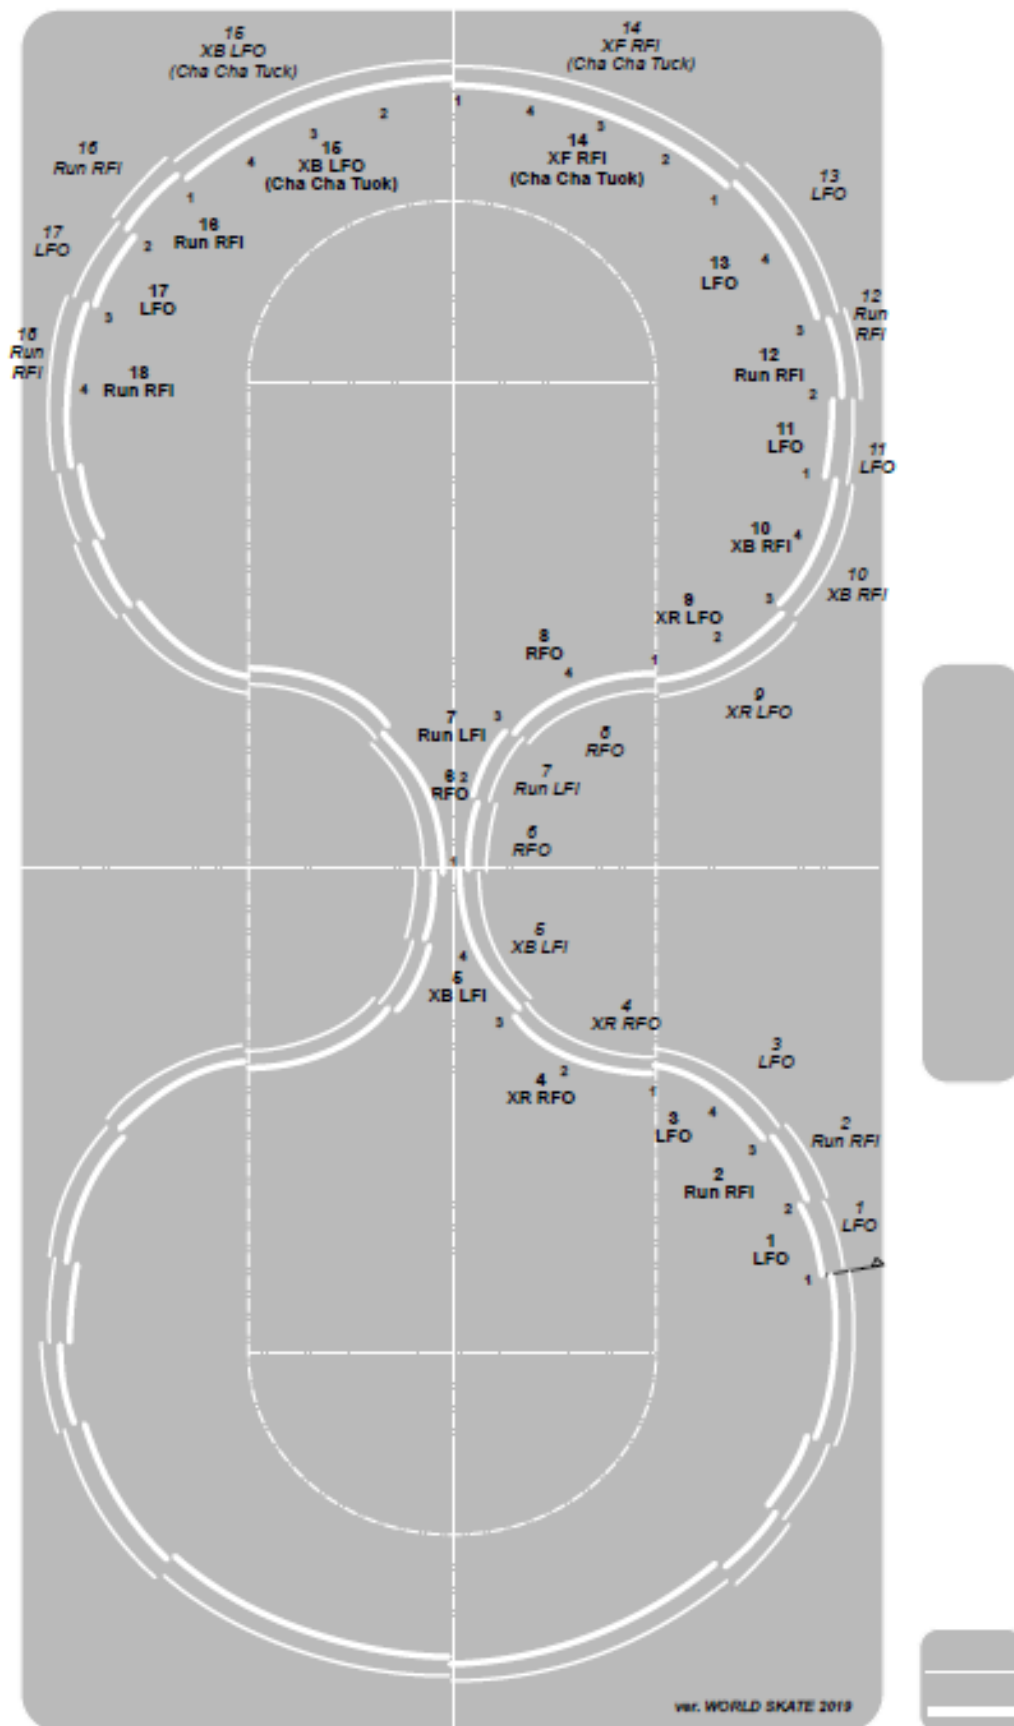 15
XB LFO
(Cha Cha Tuck)
14
XF RFI
(Cha Cha Tuck)
4
3
2
1
4
3
2
15
XB LFO
(Cha Cha Tuck)
14
XF RFI
(Cha Cha Tuck)
16
Run RFI
13
LFO
1
1
16
Run RFI
17
LFO
2
13
LFO
4
17
LFO
3
12
Run
RFI
3
18
Run
RFI
18
Run RFI
4
12
Run RFI
2
11
LFO
11
LFO
1
10
XB RFI
4
10
XB RFI
9
XR LFO
3
2
8
RFO
4
1
9
XR LFO
7
Run LFI
3
8
RFO
6
RFO
2
7
Run LFI
6
RFO
1
5
XB LFI
4
5
XB LFI
3
4
XR RFO
3
LFO
4
XR RFO
2
1
3
LFO
4
3
2
Run RFI
2
Run RFI
2
1
LFO
1
LFO
1
ver. WORLD SKATE 2019